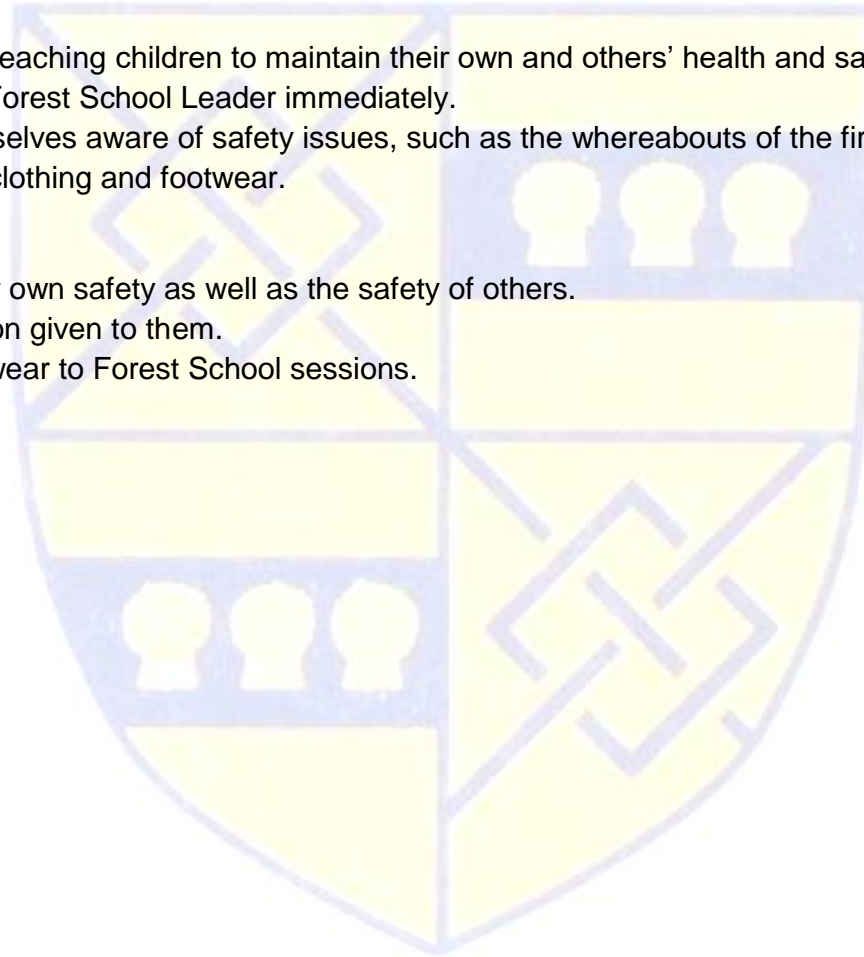 eaching children to maintain their own and others’ health and sa
Forest School Leader immediately.
selves aware of safety issues, such as the whereabouts of the fir
clothing and footwear.
r own safety as well as the safety of others.
on given to them.
wear to Forest School sessions.